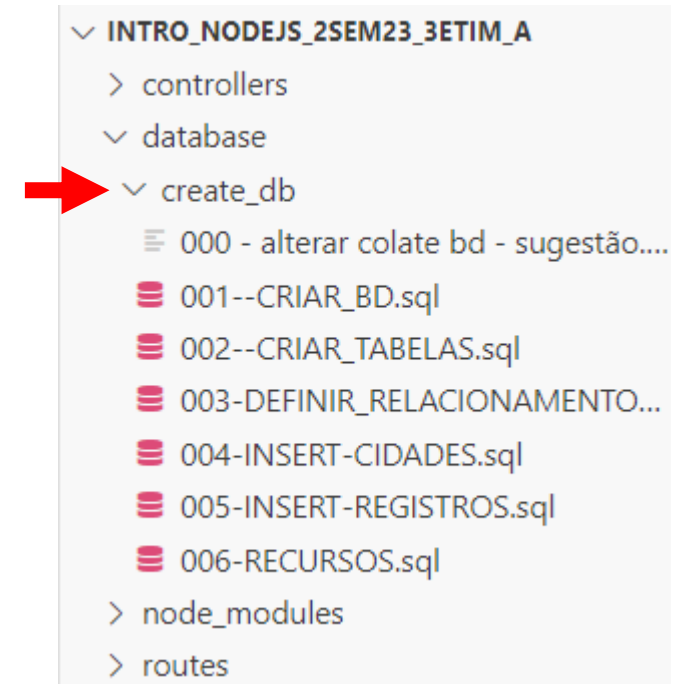 INTRO_NODEJS_2SEM23_3ETIM_A
controllers
database
create_db
000 - alterar colate bd - sugestão....
001--CRIAR_BD.sql
002--CRIAR_TABELAS.sql
003-DEFINIR_RELACIONAMENTO...
004-INSERT-CIDADES.sql
005-INSERT-REGISTROS.sql
006-RECURSOS.sql
node_modules
routes